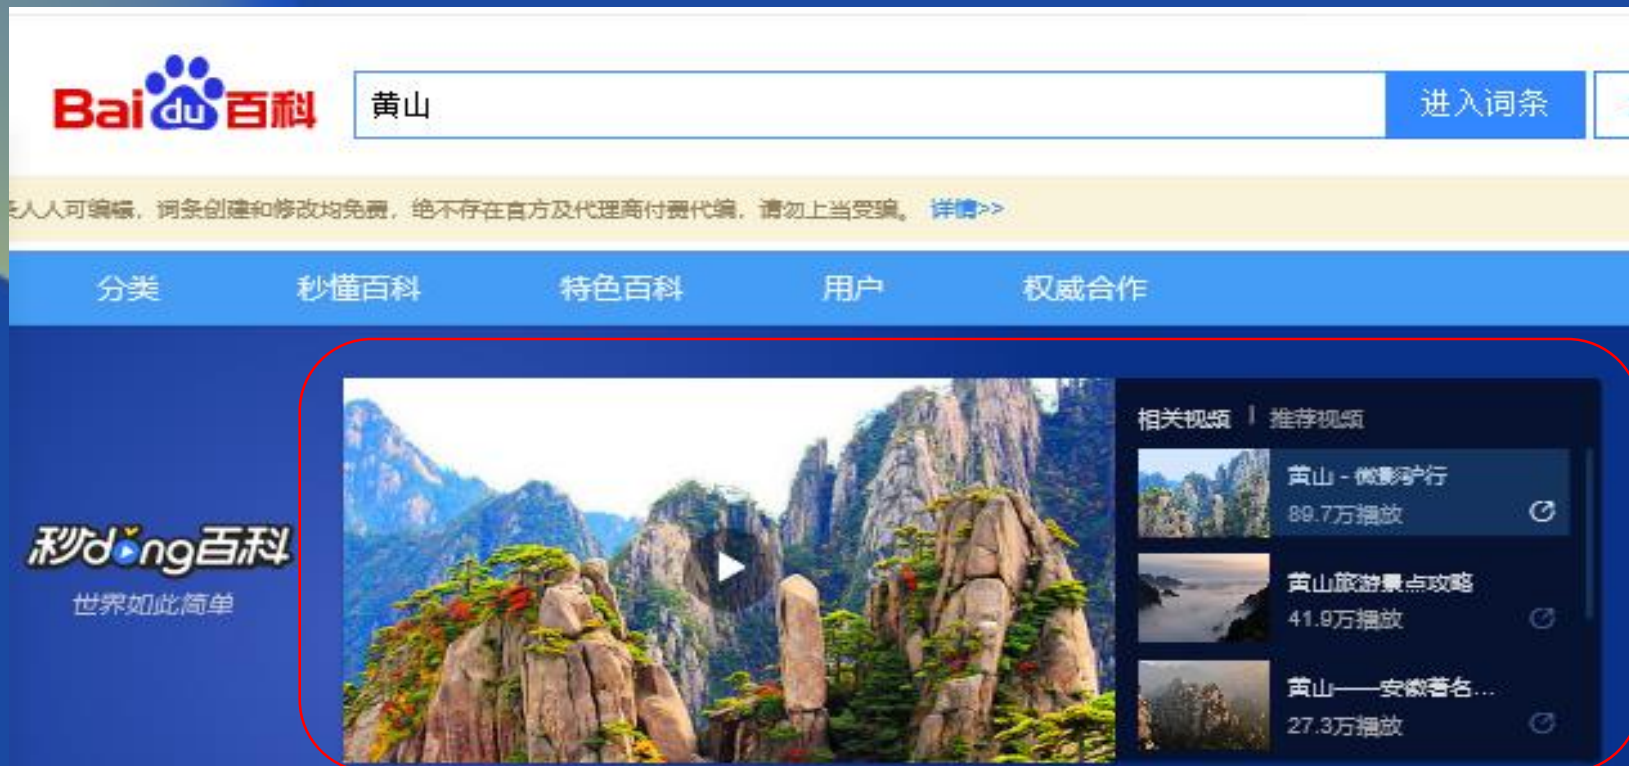 Baidu百科
黄山
进入词条
人人可编辑，词条创建和修改均免费，绝不存在官方及代理商付费代编，请勿上当受骗。 详情>>
分类 秒懂百科 特色百科 用户 权威合作
秒dǒng百科
世界如此简单
相关视频 | 推荐视频
黄山 - 微影驴行
89.7万播放
黄山旅游景点攻略
41.9万播放
黄山——安徽著名...
27.3万播放